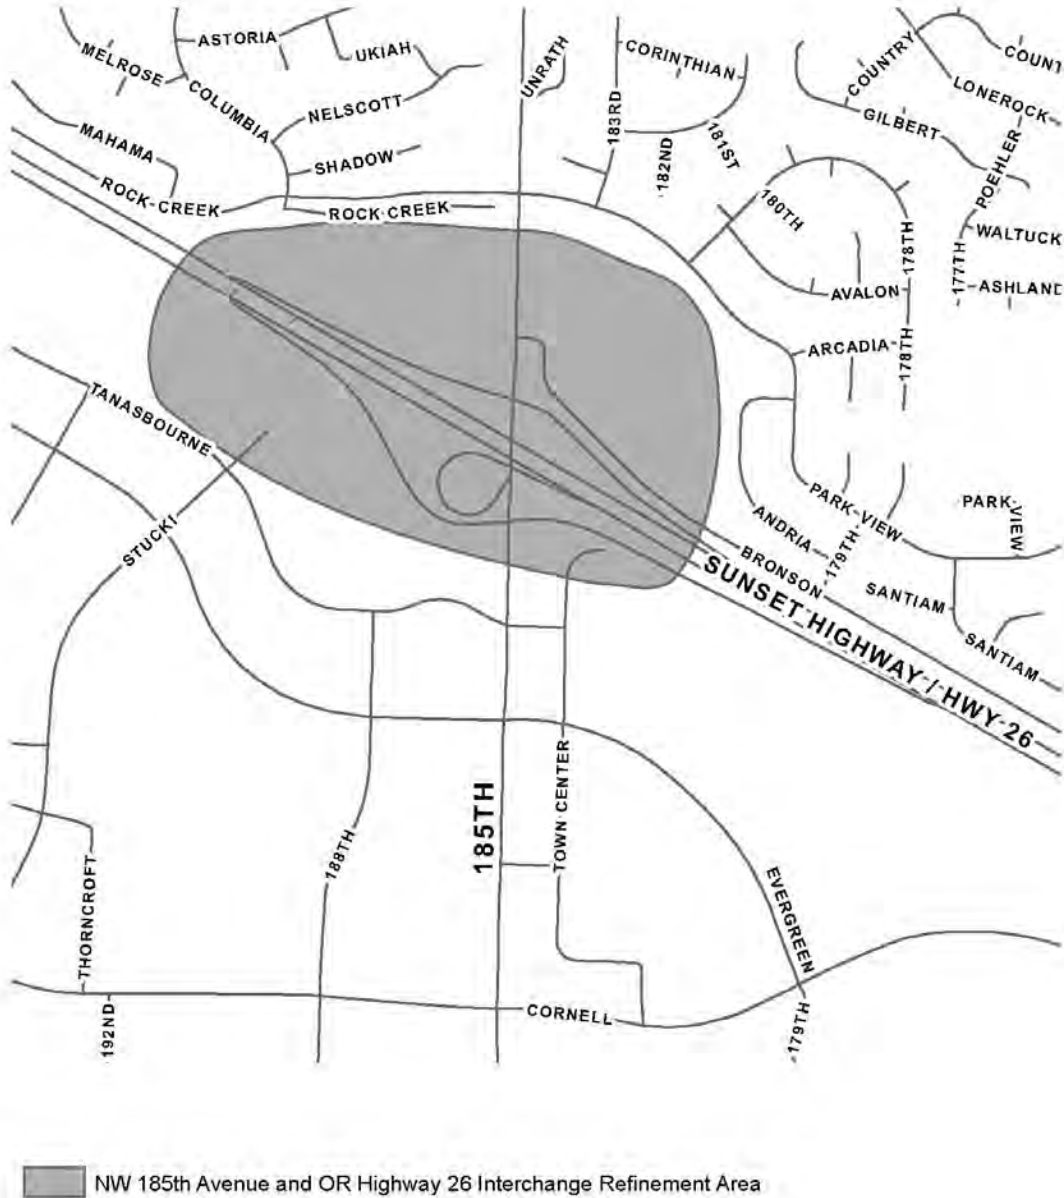 ASTORIA
UKIAH
MELROSE
COLUMBIA
NELSCOTT
MAHAMA
SHADOW
ROCK CREEK
ROCK CREEK
UNRATH
CORINTHIAN
183RD
182ND
181ST
180TH
COUNTRY
COUNT
LONEROCK
GILBERT
POEHLER
WALTUCK
177TH
ASHLAND
178TH
AVALON
ARCADIA
178TH
TANASBOURNE
STUCKI
PARK VIEW
PARK VIEW
ANDRIA
179TH
BRONSON
SANTIAM
SANTIAM
SUNSET HIGHWAY / HWY 26
185TH
TOWN CENTER
188TH
THORNCROFT
EVERGREEN
CORNELL
192ND
179TH
NW 185th Avenue and OR Highway 26 Interchange Refinement Area